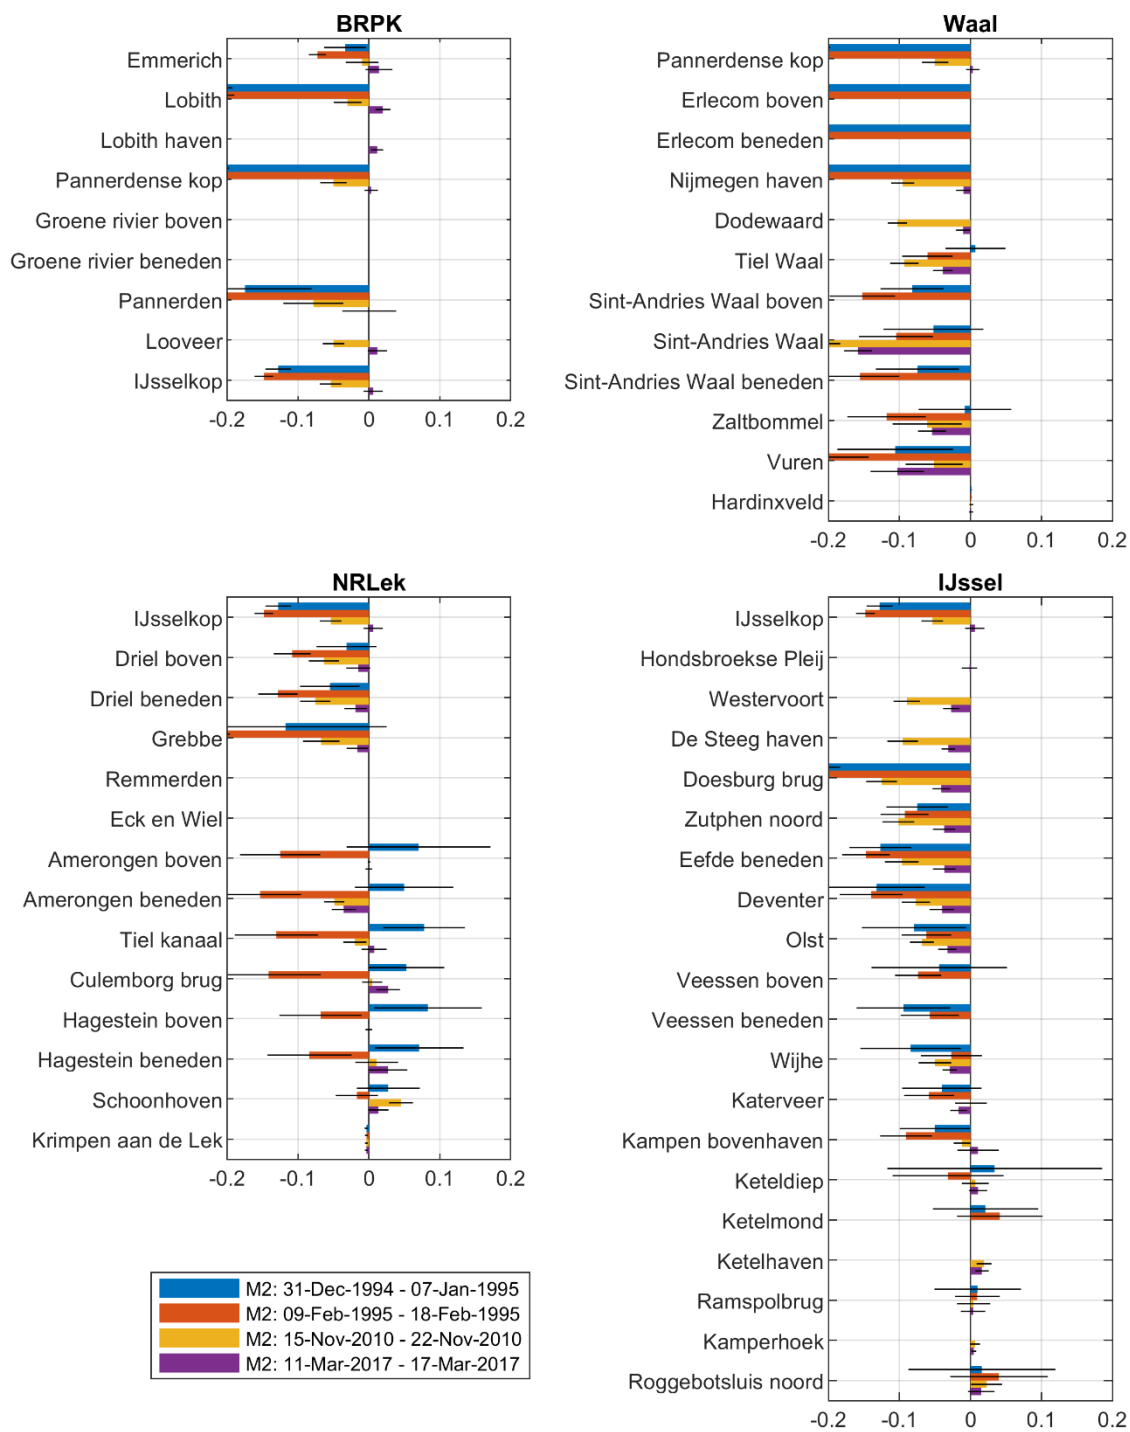 BRPK
Emmerich
Lobith
Lobith haven
Pannerdense kop
Groene rivier boven
Groene rivier beneden
Pannerden
Looveer
IJsselkop
-0.2 -0.1 0 0.1 0.2
Waal
Pannerdense kop
Erlecom boven
Erlecom beneden
Nijmegen haven
Dodewaard
Tiel Waal
Sint-Andries Waal boven
Sint-Andries Waal
Sint-Andries Waal beneden
Zaltbommel
Vuren
Hardinxveld
-0.2 -0.1 0 0.1 0.2
NRLek
IJsselkop
Driel boven
Driel beneden
Grebbe
Remmerden
Eck en Wiel
Amerongen boven
Amerongen beneden
Tiel kanaal
Culemborg brug
Hagestein boven
Hagestein beneden
Schoonhoven
Krimpen aan de Lek
-0.2 -0.1 0 0.1 0.2
IJssel
IJsselkop
Hondsbroekse Pleij
Westervoort
De Steeg haven
Doesburg brug
Zutphen noord
Eefde beneden
Deventer
Olst
Veessen boven
Veessen beneden
Wijhe
Katerveer
Kampen bovenhaven
Keteldiep
Ketelmond
Ketelhaven
Ramspolbrug
Kamperhoek
Roggebotsluis noord
-0.2 -0.1 0 0.1 0.2
M2: 31-Dec-1994 - 07-Jan-1995
M2: 09-Feb-1995 - 18-Feb-1995
M2: 15-Nov-2010 - 22-Nov-2010
M2: 11-Mar-2017 - 17-Mar-2017